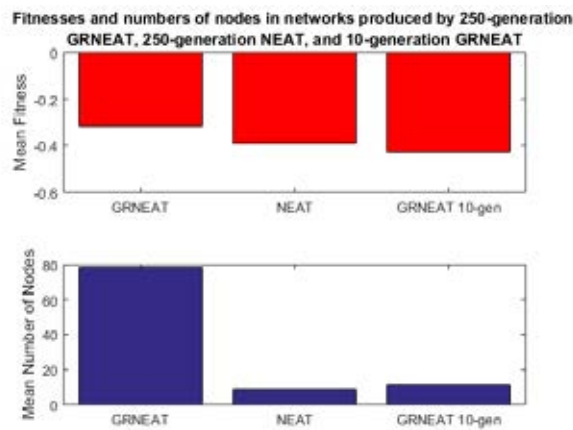 Fitnesses and numbers of nodes in networks produced by 250-generation
GRNEAT, 250-generation NEAT, and 10-generation GRNEAT
0
-0.2
-0.4
-0.6
Mean Fitness
GRNEAT NEAT GRNEAT 10-gen
80
60
40
20
0
Mean Number of Nodes
GRNEAT NEAT GRNEAT 10-gen